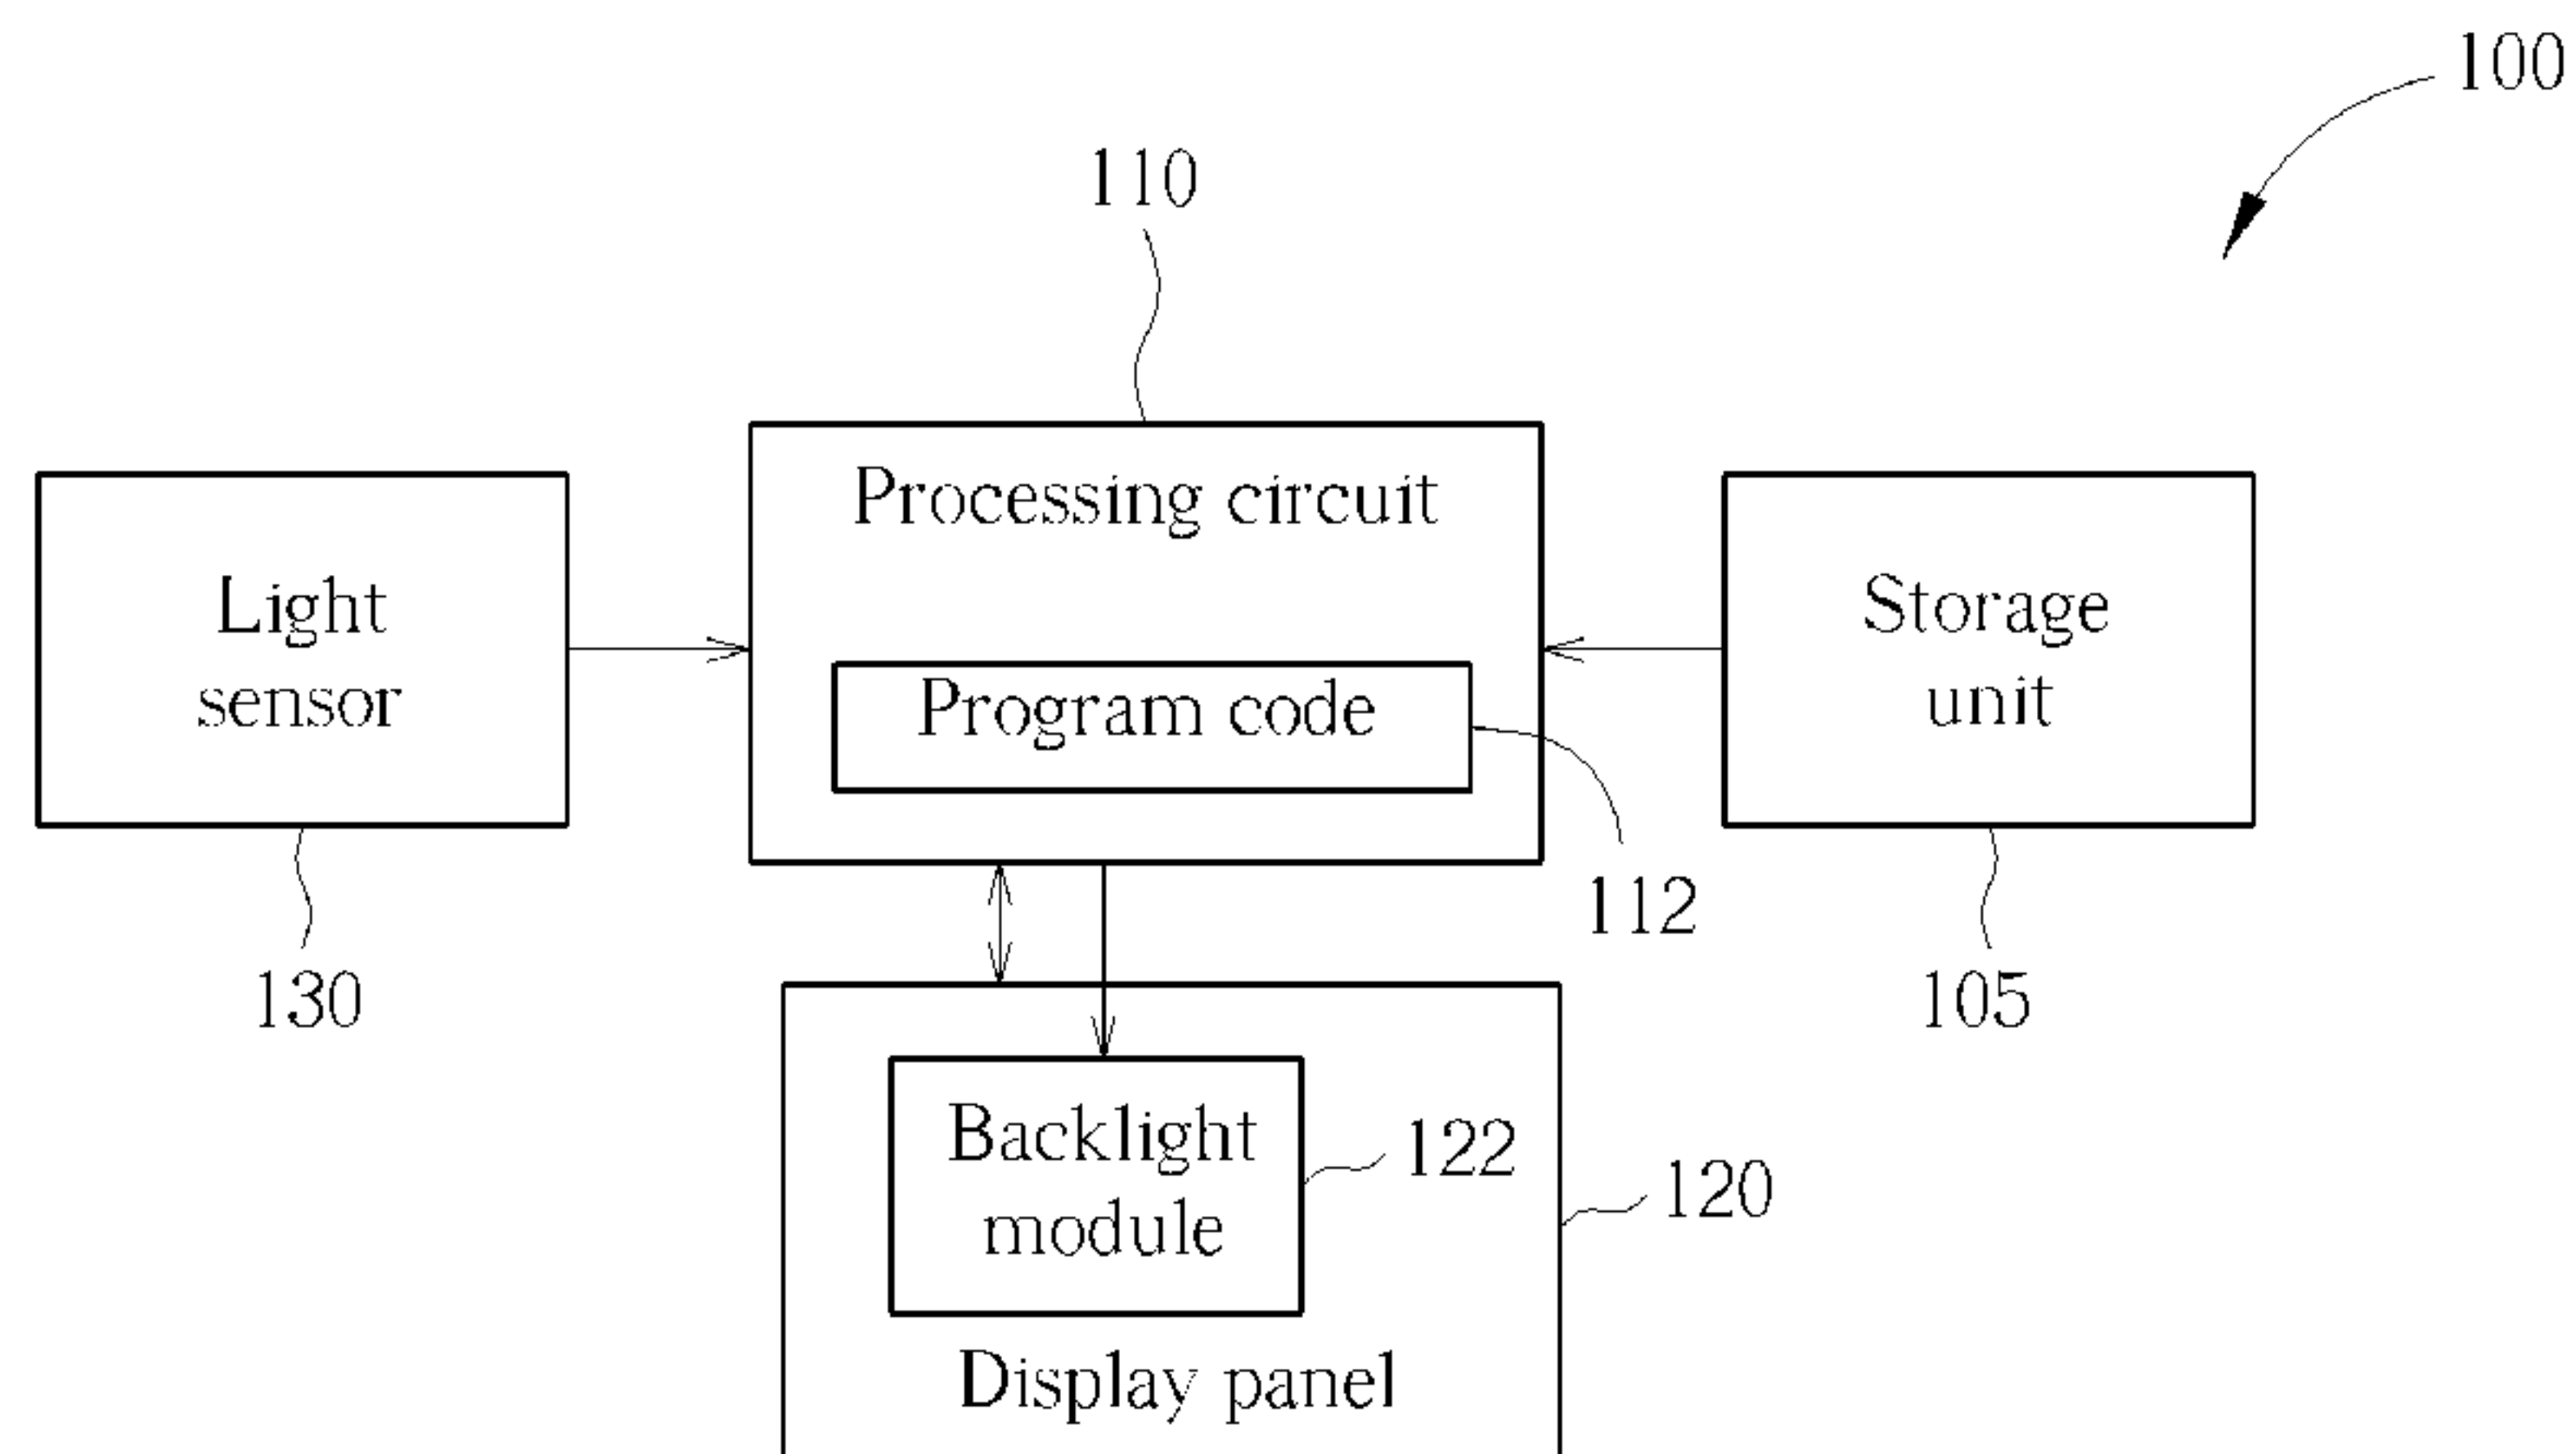 100
110
Processing circuit
Light
sensor
Storage
unit
Program code
112
130
105
Backlight
module
122
120
Display panel